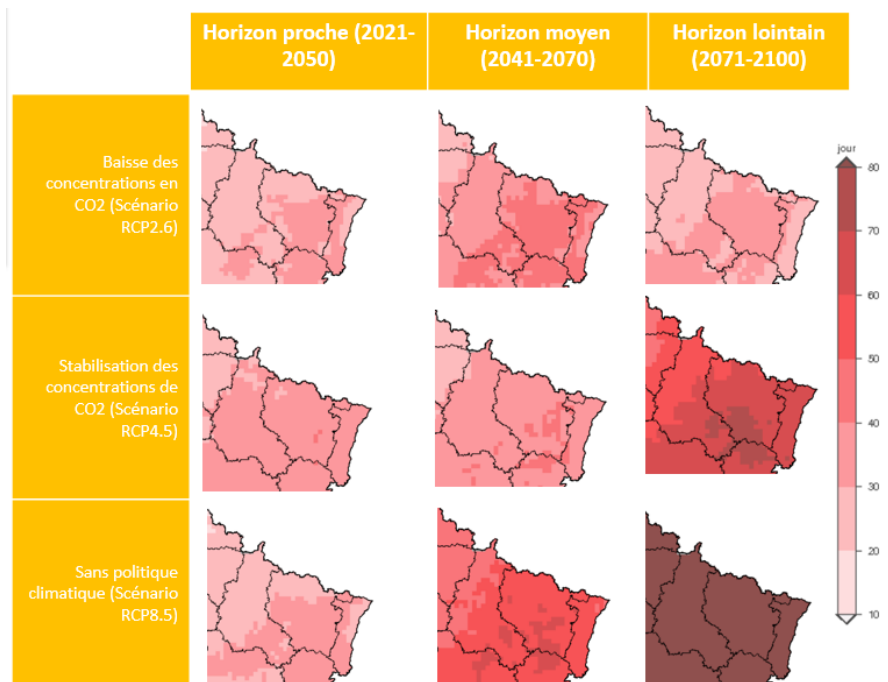 Horizon proche (2021-
2050)
Horizon moyen
(2041-2070)
Horizon lointain
(2071-2100)
Baisse des
concentrations en
CO2 (Scénario
RCP2.6)
Stabilisation des
concentrations de
CO2 (Scénario
RCP4.5)
Sans politique
climatique (Scénario
RCP8.5)
jour
80
70
60
50
40
30
20
10